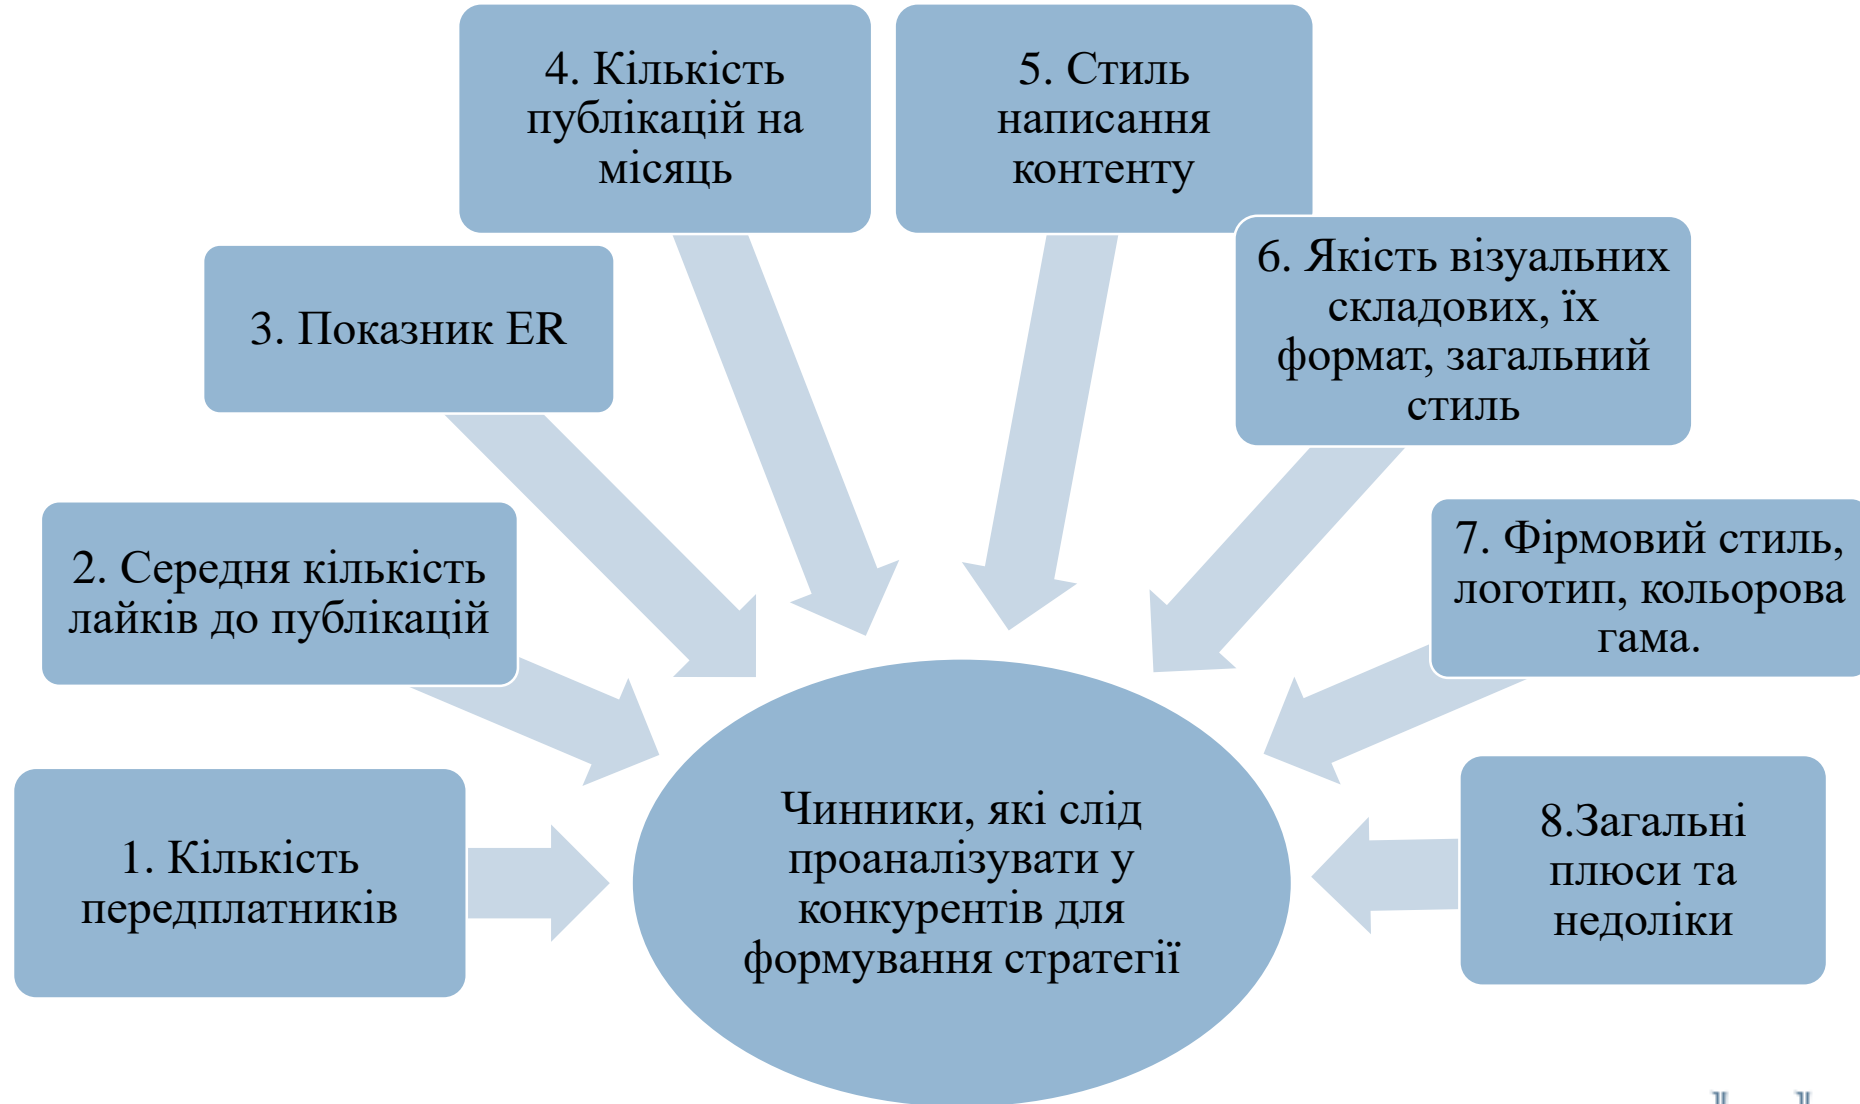 1. Кількість
передплатників
2. Середня кількість
лайків до публікацій
3. Показник ER
4. Кількість
публікацій на
місяць
5. Стиль
написання
контенту
6. Якість візуальних
складових, їх
формат, загальний
стиль
7. Фірмовий стиль,
логотип, кольорова
гама.
8.Загальні
плюси та
недоліки
Чинники, які слід
проаналізувати у
конкурентів для
формування стратегії